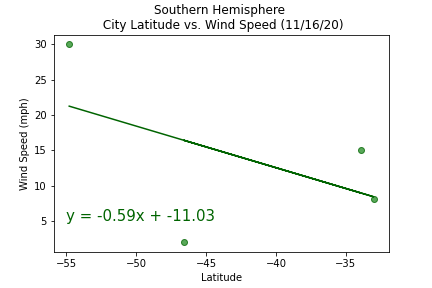 Southern Hemisphere
City Latitude vs. Wind Speed (11/16/20)
30
25
20
15
10
5
Wind Speed (mph)
y = -0.59x + -11.03
−55
−50
−45
−40
−35
Latitude